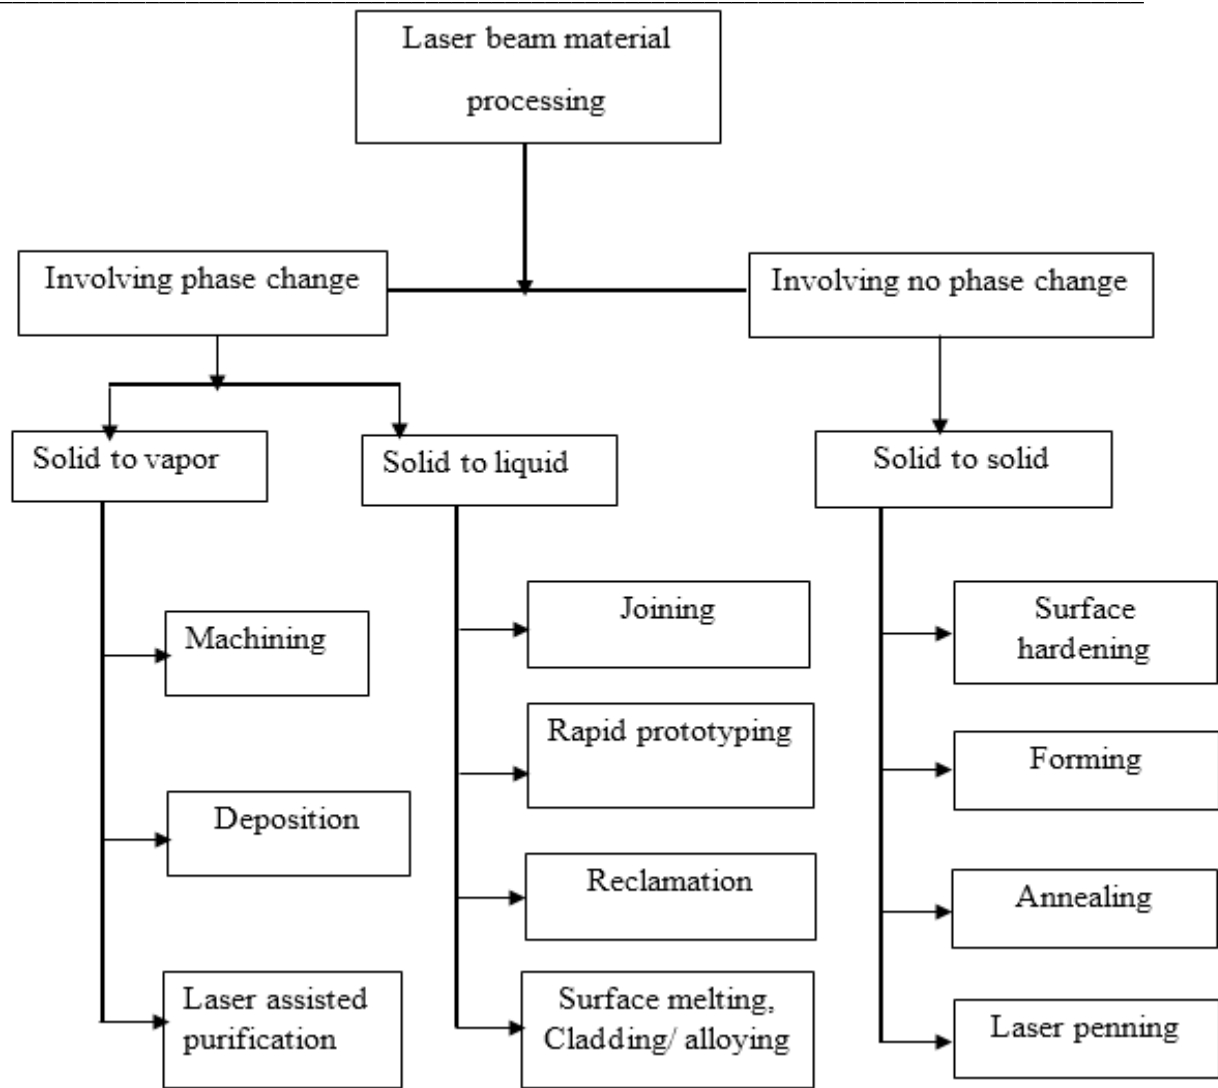 Laser beam material
processing
Involving phase change
Involving no phase change
Solid to vapor
Solid to liquid
Solid to solid
Machining
Deposition
Laser assisted
purification
Joining
Rapid prototyping
Reclamation
Surface melting,
Cladding/ alloying
Surface
hardening
Forming
Annealing
Laser penning